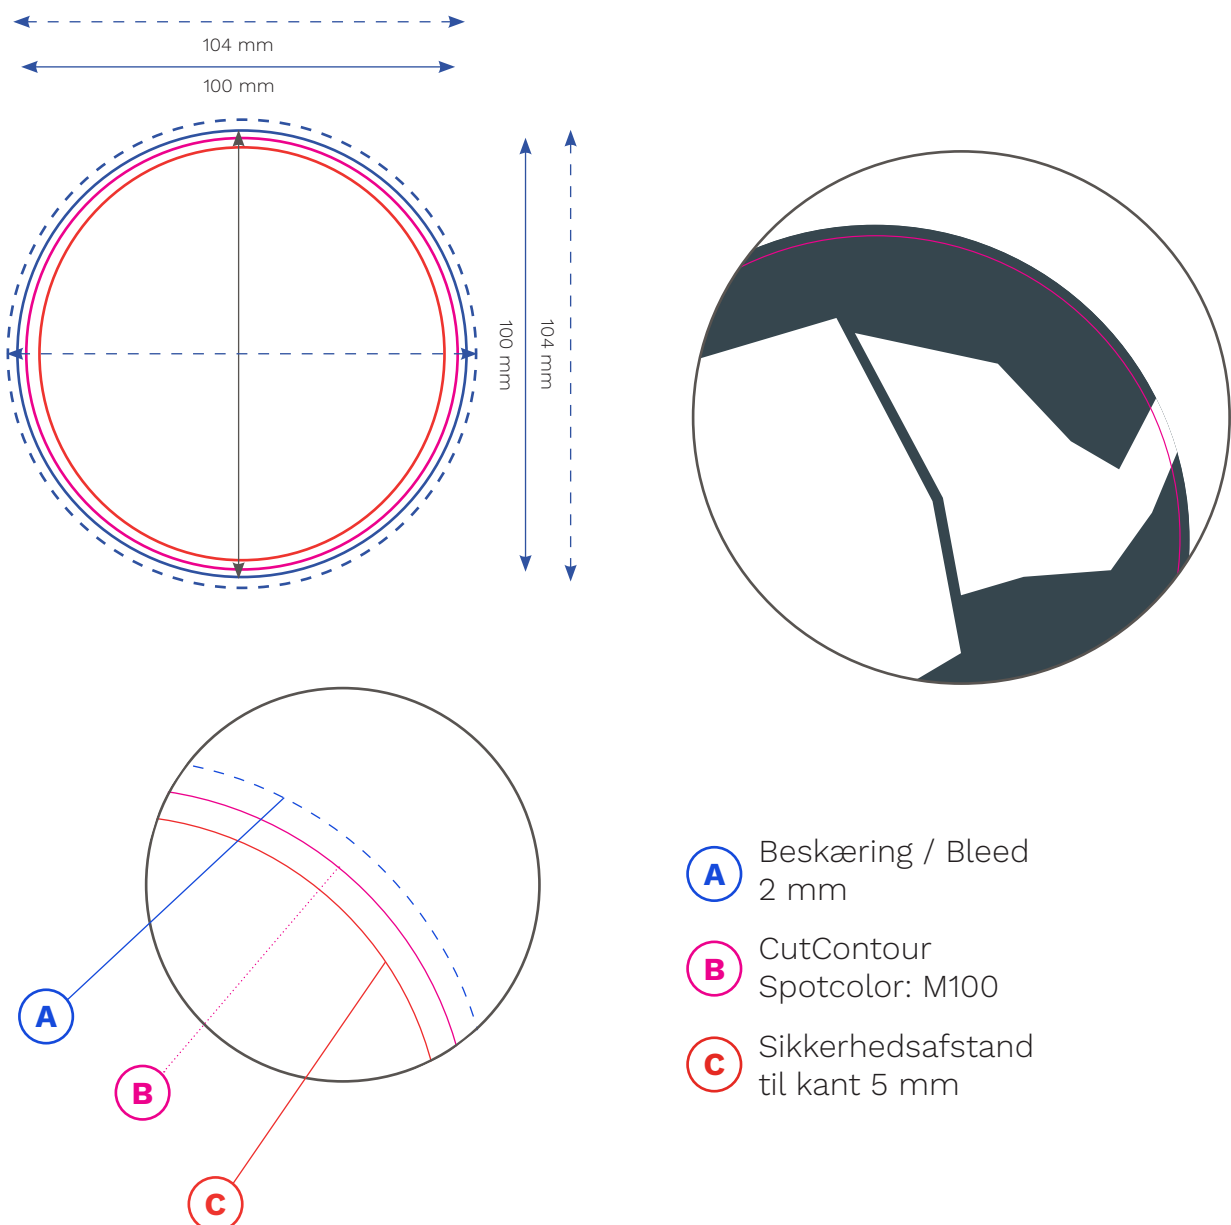 104 mm
100 mm
100 mm
104 mm
A
Beskæring / Bleed
2 mm
B
CutContour
Spotcolor: M100
C
Sikkerhedsafstand
til kant 5 mm
A
B
C